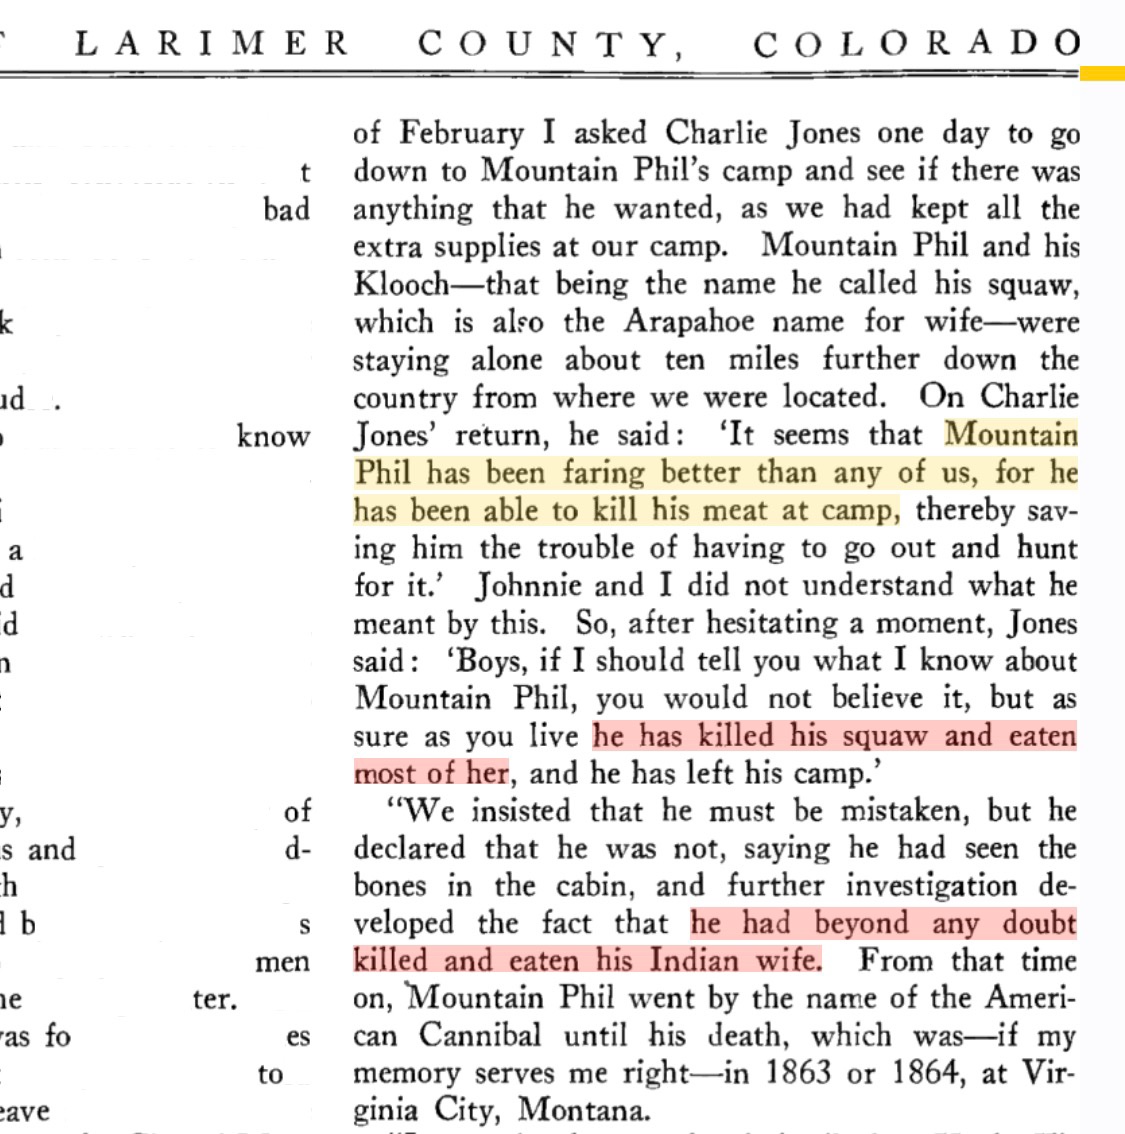 LARIMER COUNTY, COLORADO
t
bad
k
ud .
know
a
d
id
n
y, of
s and d-
h
d b s
men
ne ter.
vas fo es
to
eave
of February I asked Charlie Jones one day to go
down to Mountain Phil's camp and see if there was
anything that he wanted, as we had kept all the
extra supplies at our camp. Mountain Phil and his
Klooch—that being the name he called his squaw,
which is also the Arapahoe name for wife—were
staying alone about ten miles further down the
country from where we were located. On Charlie
Jones' return, he said: 'It seems that Mountain
Phil has been faring better than any of us, for he
has been able to kill his meat at camp, thereby sav-
ing him the trouble of having to go out and hunt
for it.' Johnnie and I did not understand what he
meant by this. So, after hesitating a moment, Jones
said: 'Boys, if I should tell you what I know about
Mountain Phil, you would not believe it, but as
sure as you live he has killed his squaw and eaten
most of her, and he has left his camp.'
"We insisted that he must be mistaken, but he
declared that he was not, saying he had seen the
bones in the cabin, and further investigation de-
veloped the fact that he had beyond any doubt
killed and eaten his Indian wife. From that time
on, Mountain Phil went by the name of the Ameri-
can Cannibal until his death, which was—if my
memory serves me right—in 1863 or 1864, at Vir-
ginia City, Montana.